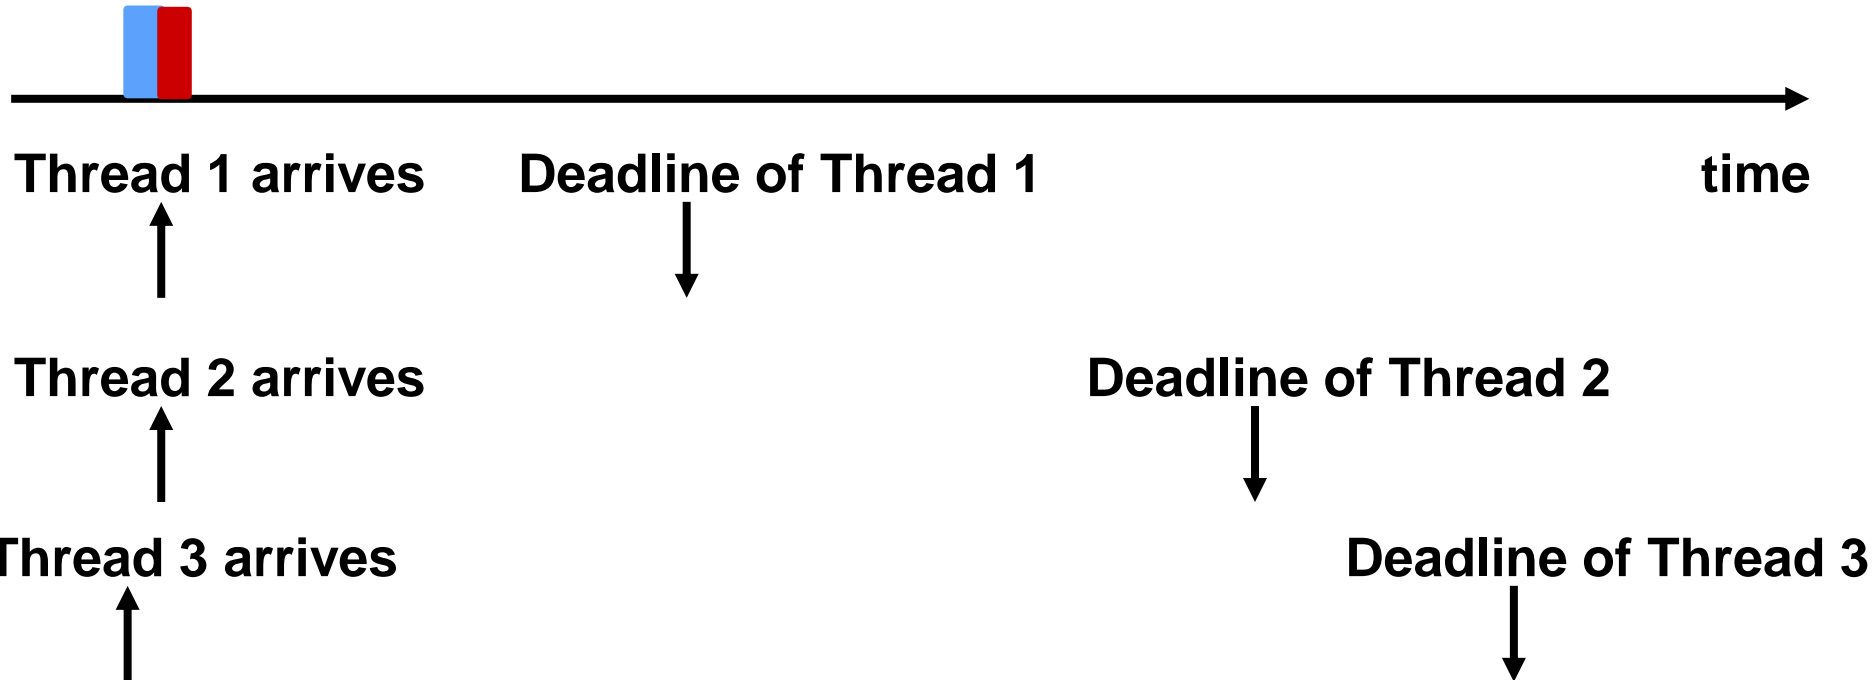 Thread 1 arrives Deadline of Thread 1 time
Thread 2 arrives Deadline of Thread 2
Thread 3 arrives Deadline of Thread 3